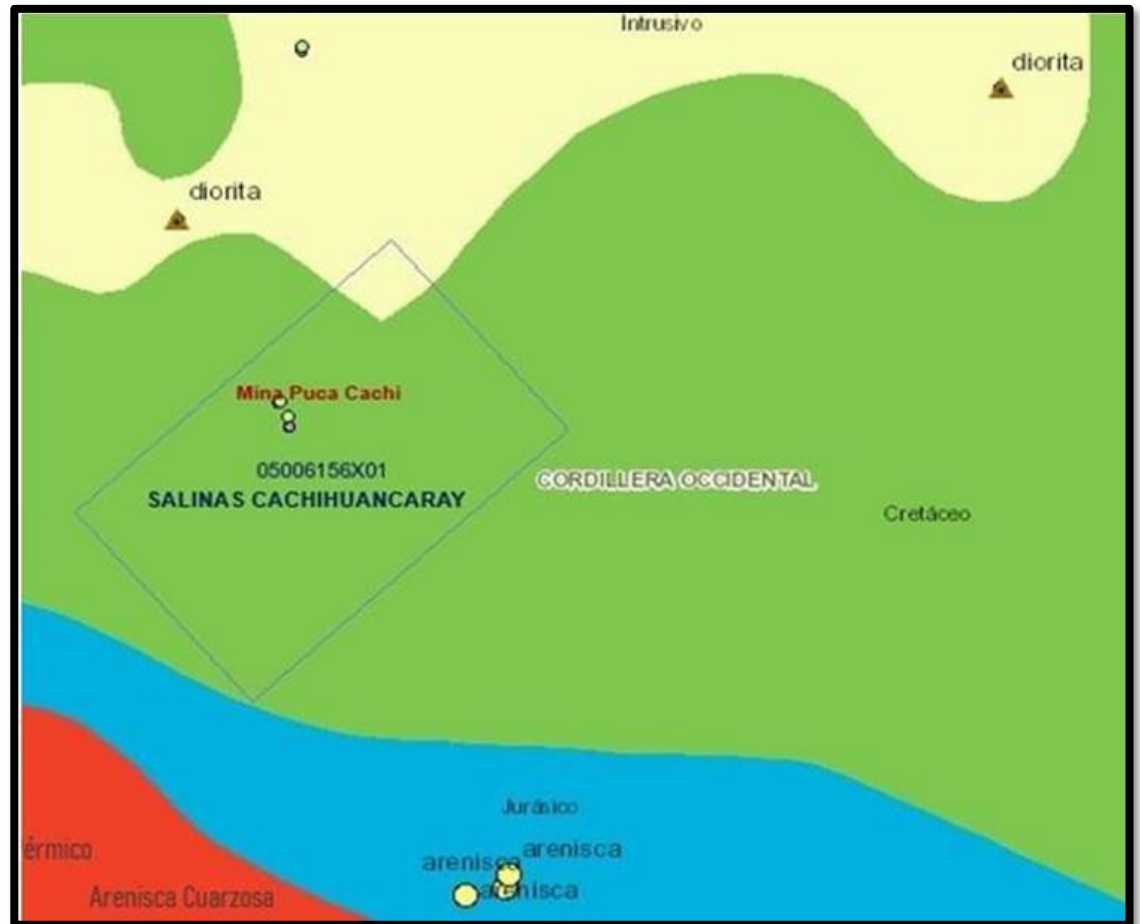 Intrusivo
diorita
diorita
Mina Puca Cachi
05006156X01
SALINAS CACHIHUANCARAY
CORDILLERA OCCIDENTAL
Cretáceo
Jurásico
érmico
arenisca
arenisca
arenisca
Arenisca Cuarzosa